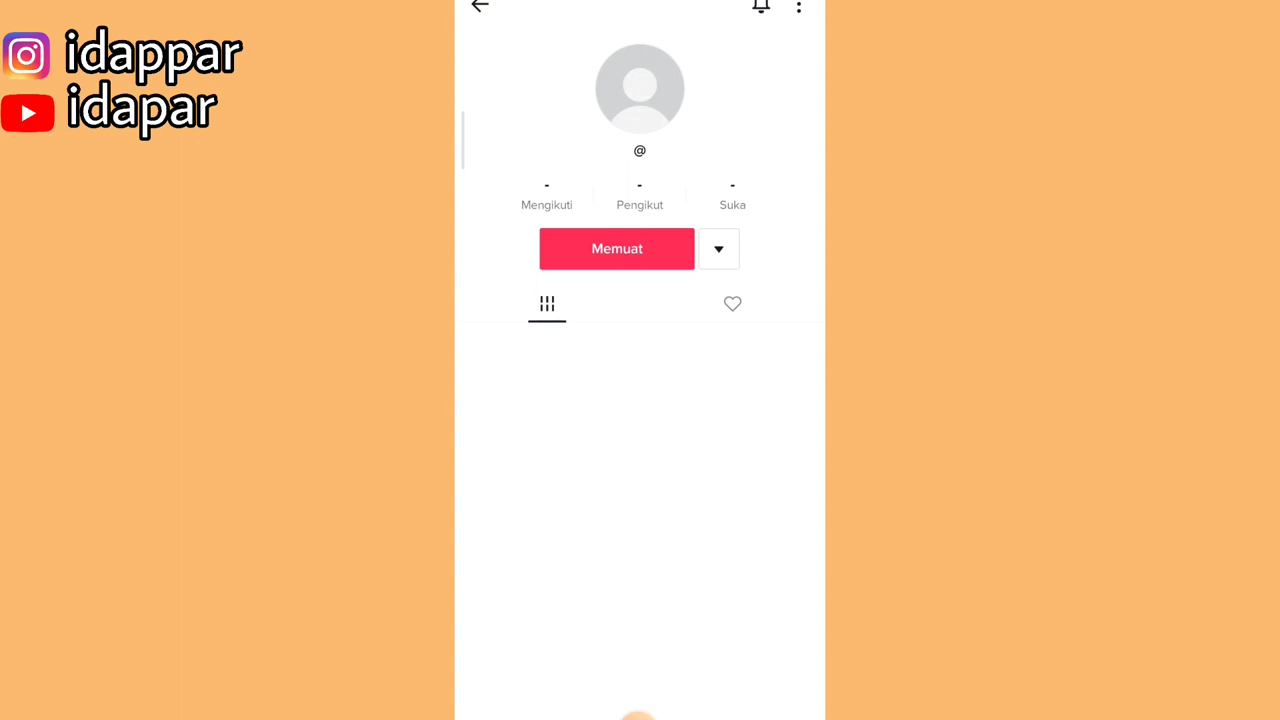 idappar
idapar
@
- - -
Mengikuti Pengikut Suka
Memuat